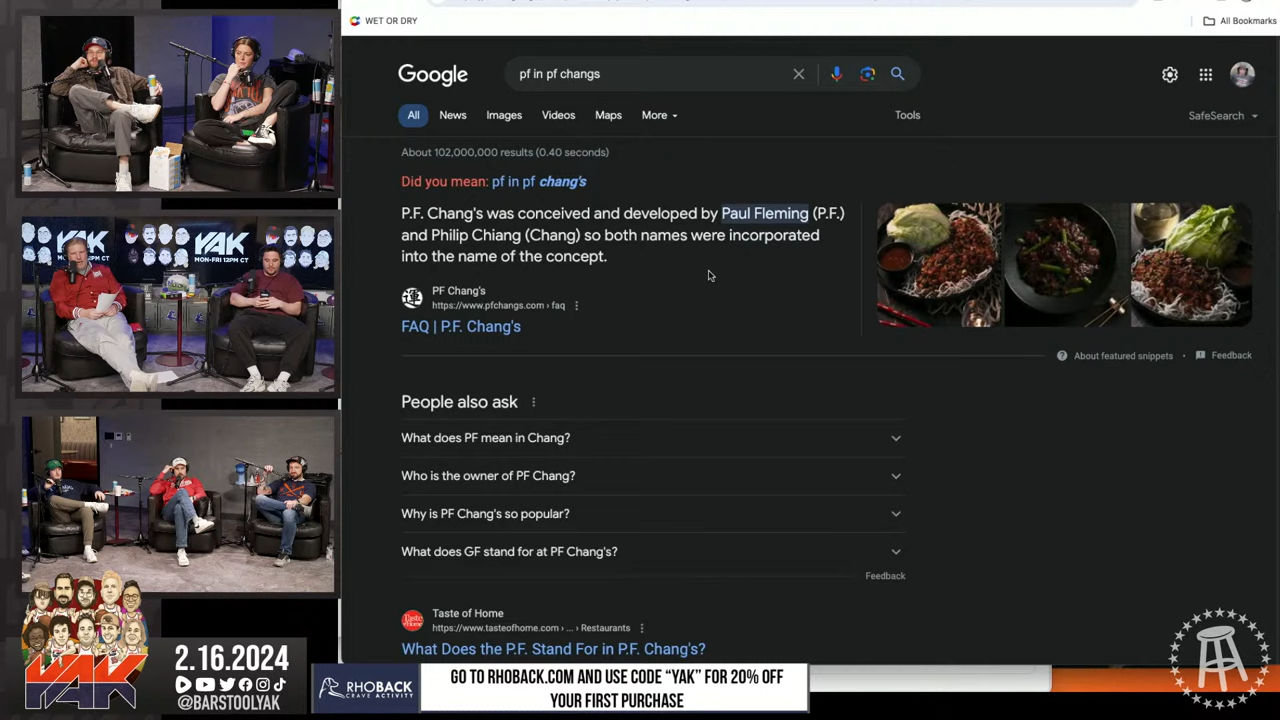 WET OR DRY
All Bookmarks
Google
pf in pf changs
All
News
Images
Videos
Maps
More
Tools
SafeSearch
About 102,000,000 results (0.40 seconds)
Did you mean: pf in pf chang's
P.F. Chang's was conceived and developed by Paul Fleming (P.F.)
and Philip Chiang (Chang) so both names were incorporated
into the name of the concept.
PF Chang's
https://www.pfchangs.com › faq
FAQ | P.F. Chang's
About featured snippets
Feedback
People also ask
What does PF mean in Chang?
Who is the owner of PF Chang?
Why is PF Chang's so popular?
What does GF stand for at PF Chang's?
Feedback
Taste of Home
https://www.tasteofhome.com › ... › Restaurants
What Does the P.F. Stand For in P.F. Chang's?
YAK
YAK
MON-FRI 12PM CT
YAK
2.16.2024
@BARSTOOLYAK
RHOBACK
CRAVE ACTIVITY
GO TO RHOBACK.COM AND USE CODE “YAK” FOR 20% OFF
YOUR FIRST PURCHASE